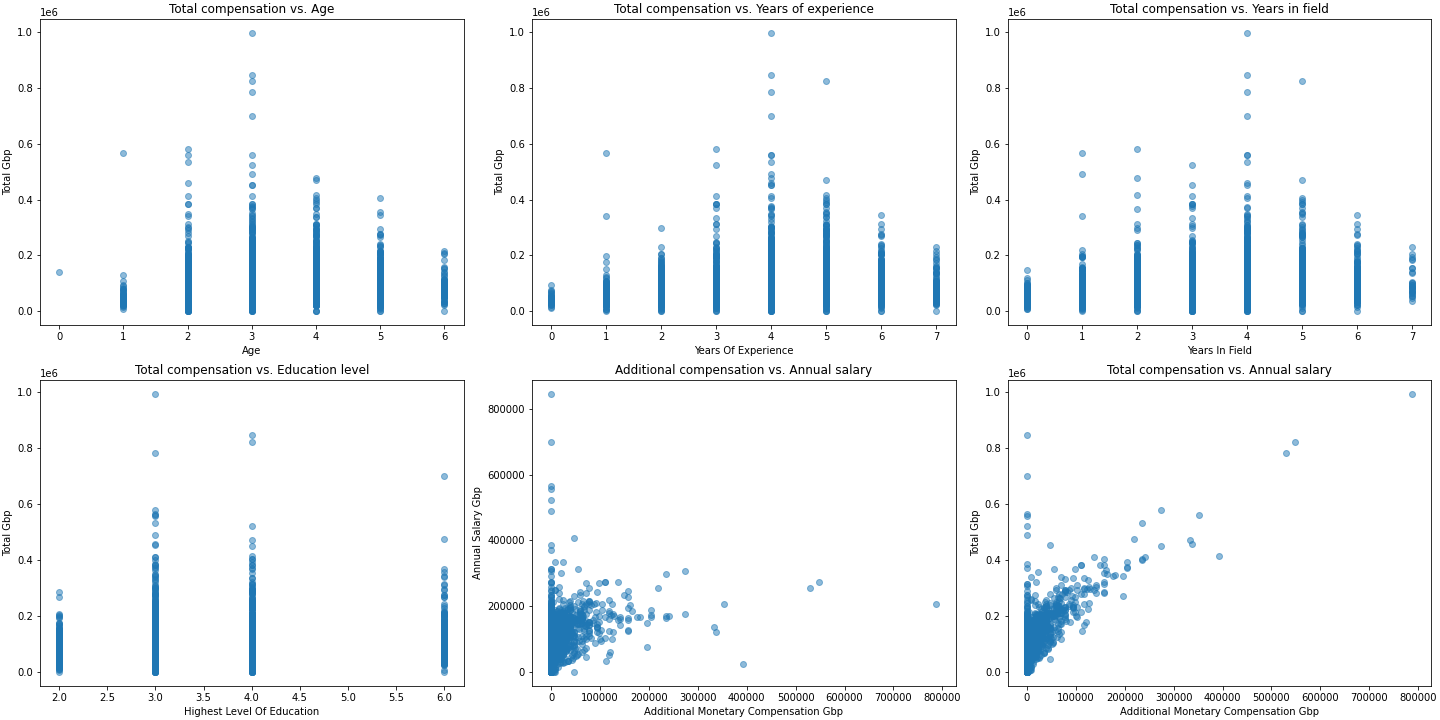 Total compensation vs. Age
1e6
Total Gbp
1.0
0.8
0.6
0.4
0.2
0.0
0 1 2 3 4 5 6
Age
Total compensation vs. Years of experience
1e6
Total Gbp
1.0
0.8
0.6
0.4
0.2
0.0
0 1 2 3 4 5 6 7
Years Of Experience
Total compensation vs. Years in field
1e6
Total Gbp
1.0
0.8
0.6
0.4
0.2
0.0
0 1 2 3 4 5 6 7
Years In Field
Total compensation vs. Education level
1e6
Total Gbp
1.0
0.8
0.6
0.4
0.2
0.0
2.0 2.5 3.0 3.5 4.0 4.5 5.0 5.5 6.0
Highest Level Of Education
Additional compensation vs. Annual salary
Annual Salary Gbp
800000
600000
400000
200000
0
0 100000 200000 300000 400000 500000 600000 700000 800000
Additional Monetary Compensation Gbp
Total compensation vs. Annual salary
1e6
Total Gbp
1.0
0.8
0.6
0.4
0.2
0.0
0 100000 200000 300000 400000 500000 600000 700000 800000
Additional Monetary Compensation Gbp